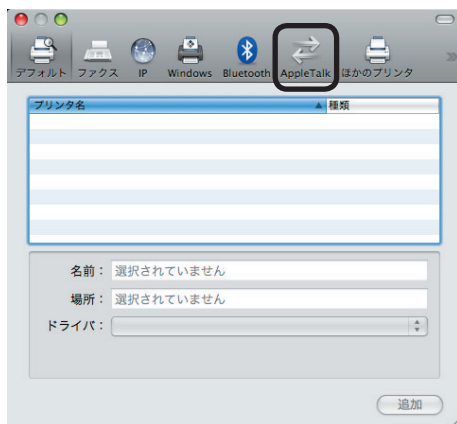 デフォルト ファクス IP Windows Bluetooth AppleTalk ほかのプリンタ
プリンタ名 種類
名前： 選択されていません
場所： 選択されていません
ドライバ：
追加